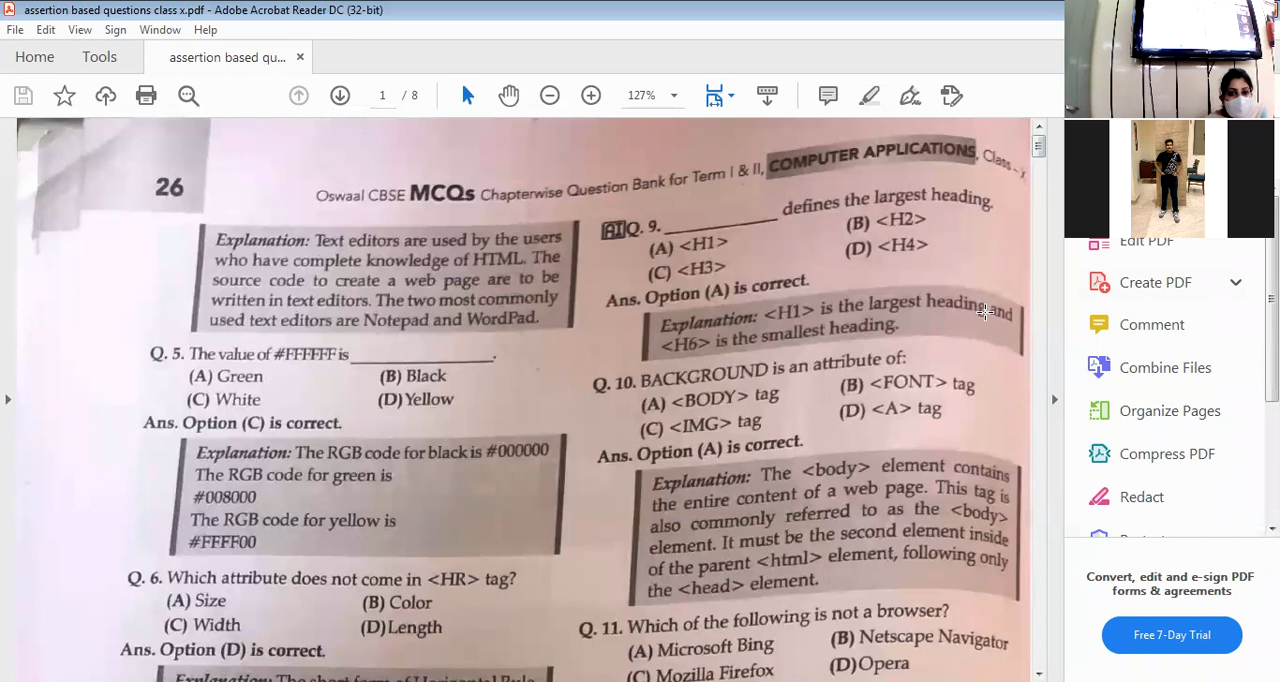 assertion based questions class x.pdf - Adobe Acrobat Reader DC (32-bit)
File Edit View Sign Window Help
Home Tools assertion based qu... ×
1 / 8 127%
26
Oswaal CBSE MCQs Chapterwise Question Bank for Term I & II, COMPUTER APPLICATIONS, Class - X
Explanation: Text editors are used by the users
who have complete knowledge of HTML. The
source code to create a web page are to be
written in text editors. The two most commonly
used text editors are Notepad and WordPad.
Q. 5. The value of #FFFFFF is ____________.
(A) Green (B) Black
(C) White (D) Yellow
Ans. Option (C) is correct.
Explanation: The RGB code for black is #000000
The RGB code for green is
#008000
The RGB code for yellow is
#FFFF00
Q. 6. Which attribute does not come in <HR> tag?
(A) Size (B) Color
(C) Width (D) Length
Ans. Option (D) is correct.
Explanation: The short form of Horizontal Rule
AI Q. 9. ____________ defines the largest heading.
(A) <H1> (B) <H2>
(C) <H3> (D) <H4>
Ans. Option (A) is correct.
Explanation: <H1> is the largest heading and
<H6> is the smallest heading.
Q. 10. BACKGROUND is an attribute of:
(A) <BODY> tag (B) <FONT> tag
(C) <IMG> tag (D) <A> tag
Ans. Option (A) is correct.
Explanation: The <body> element contains
the entire content of a web page. This tag is
also commonly referred to as the <body>
element. It must be the second element inside
of the parent <html> element, following only
the <head> element.
Q. 11. Which of the following is not a browser?
(A) Microsoft Bing (B) Netscape Navigator
(C) Mozilla Firefox (D) Opera
Edit PDF
Create PDF
Comment
Combine Files
Organize Pages
Compress PDF
Redact
Convert, edit and e-sign PDF
forms & agreements
Free 7-Day Trial